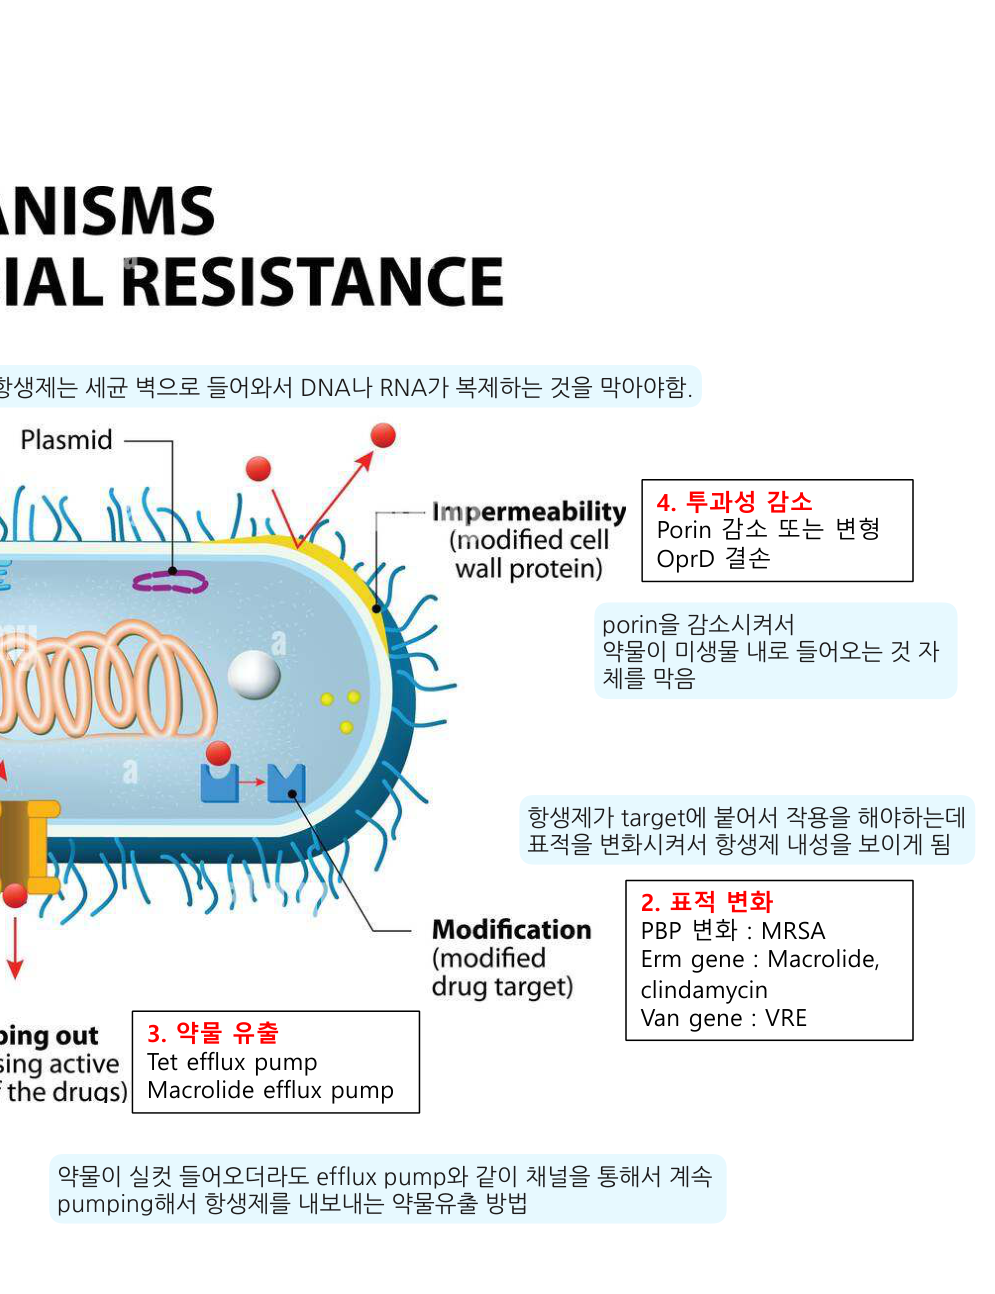 ANISMS
IAL RESISTANCE
항생제는 세균 벽으로 들어와서 DNA나 RNA가 복제하는 것을 막아야함.
Plasmid
Impermeability
(modified cell
wall protein)
4. 투과성 감소
Porin 감소 또는 변형
OprD 결손
porin을 감소시켜서
약물이 미생물 내로 들어오는 것 자
체를 막음
a
a
항생제가 target에 붙어서 작용을 해야하는데
표적을 변화시켜서 항생제 내성을 보이게 됨
2. 표적 변화
PBP 변화 : MRSA
Erm gene : Macrolide,
clindamycin
Van gene : VRE
Modification
(modified
drug target)
ping out
sing active
f the drugs)
3. 약물 유출
Tet efflux pump
Macrolide efflux pump
약물이 실컷 들어오더라도 efflux pump와 같이 채널을 통해서 계속
pumping해서 항생제를 내보내는 약물유출 방법